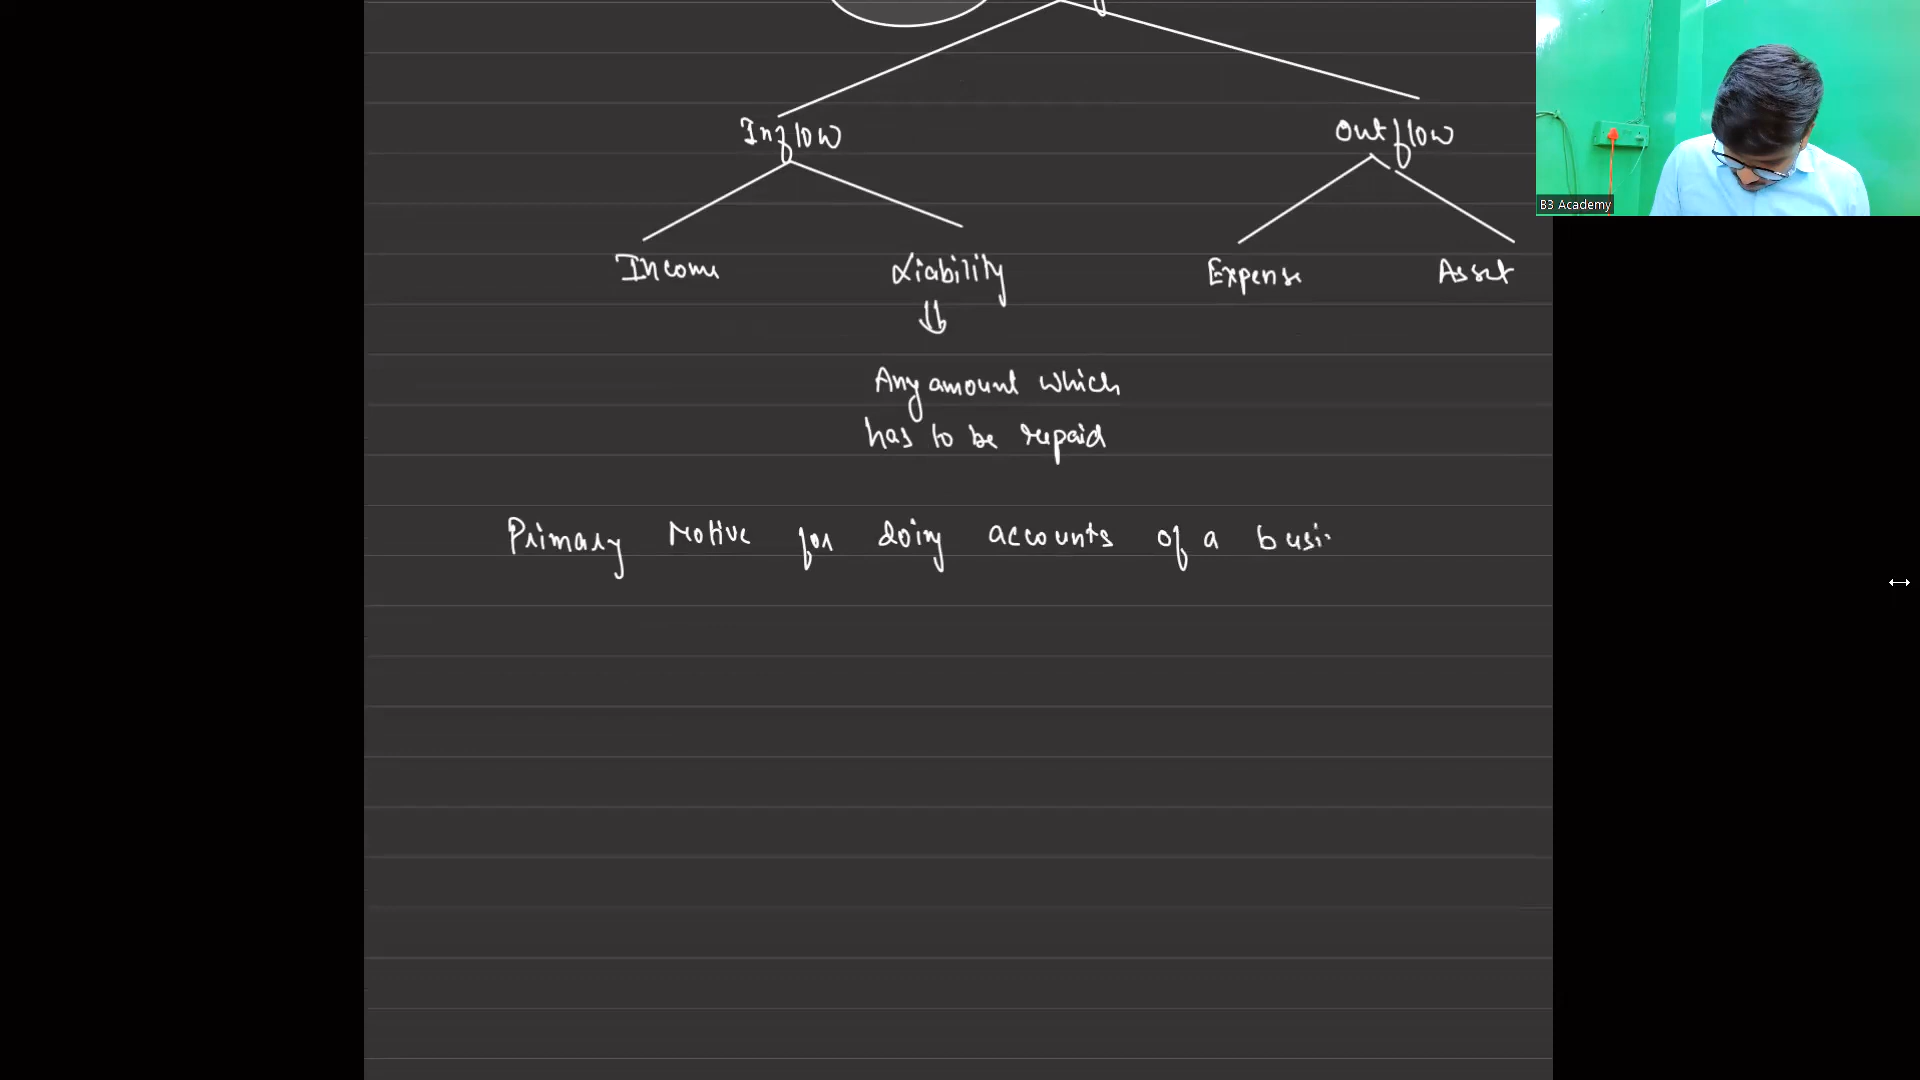 Inflow
Outflow
B3 Academy
Income
Liability
Expense
Asset
Any amount which
has to be repaid
Primary Motive for doing accounts of a busi